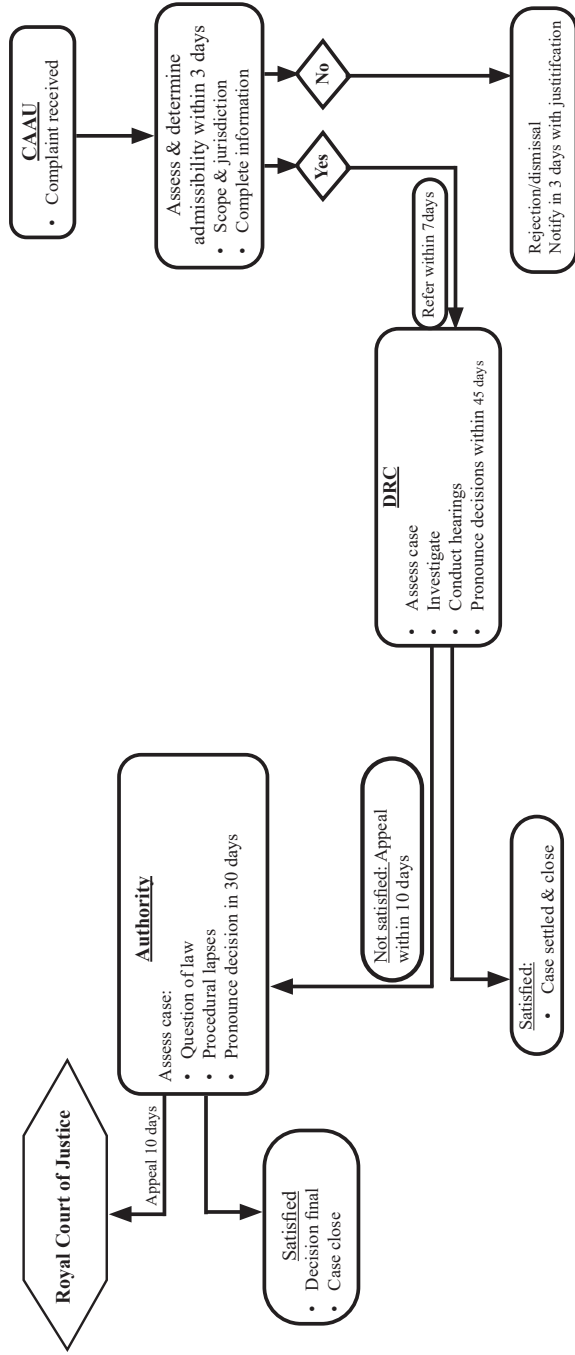 CAAU
• Complaint received
Assess & determine
admissibility within 3 days
• Scope & jurisdiction
• Complete information
Yes
No
Refer within 7days
Rejection/dismissal
Notify in 3 days with justitifcation
DRC
• Assess case
• Investigate
• Conduct hearings
• Pronounce decisions within 45 days
Not satisfied: Appeal
within 10 days
Satisfied:
• Case settled & close
Authority
Assess case:
• Question of law
• Procedural lapses
• Pronounce decision in 30 days
Appeal 10 days
Royal Court of Justice
Satisfied
• Decision final
• Case close